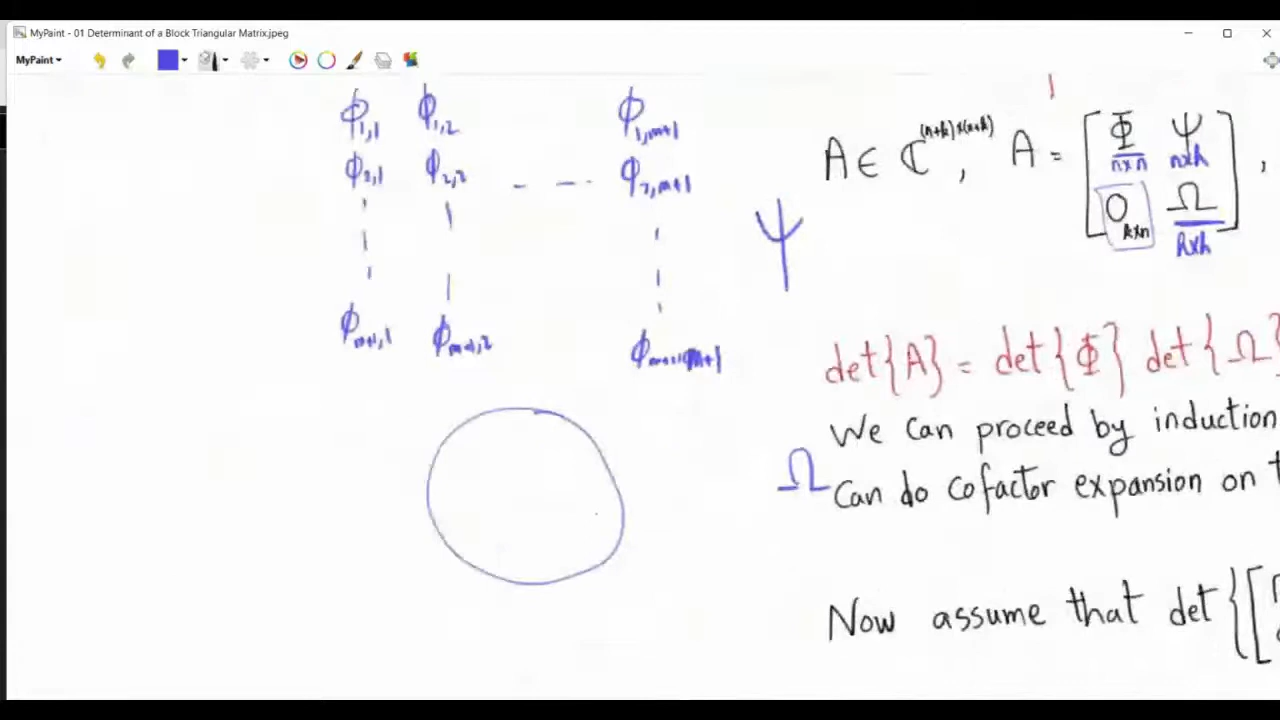 MyPaint - 01 Determinant of a Block Triangular Matrix.jpeg
MyPaint
ϕ1,1 ϕ1,2 ϕ1,m+1
ϕ2,1 ϕ2,2 - - - ϕ2,m+1
ϕm+1,1 ϕm+1,2 ϕm+1,m+1
Ψ
Ω
A ∈ ℂ^(n+k)×(n+k), A = [Φ n×n Ψ n×k
0 k×n Ω k×k],
det{A} = det{Φ} det{Ω}
We can proceed by induction
Can do cofactor expansion on
Now assume that det{[